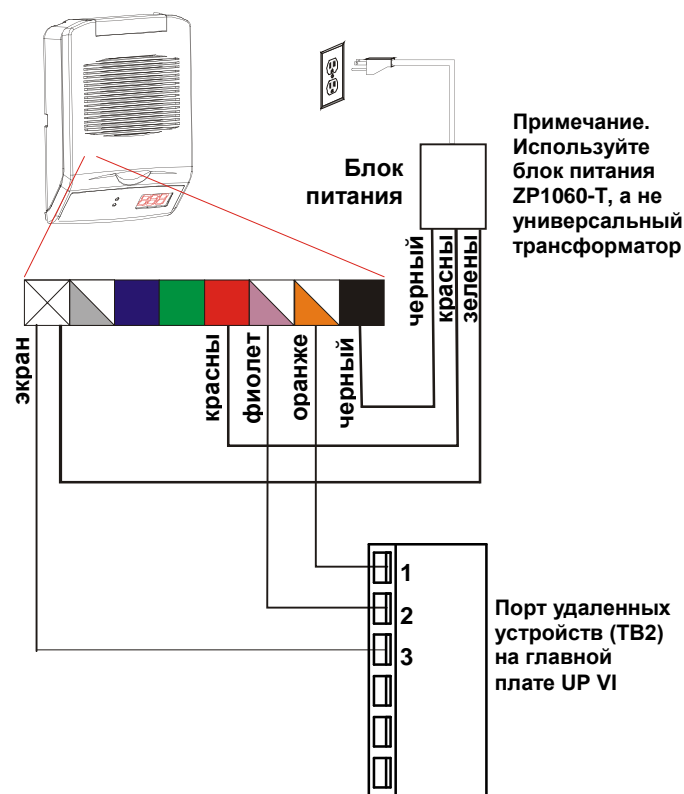 Примечание.
Используйте
блок питания
ZP1060-T, а не
универсальный
трансформатор
Блок
питания
черный
красны
зелены
экран
красны
фиолет
оранже
черный
1
2
3
Порт удаленных
устройств (TB2)
на главной
плате UP VI